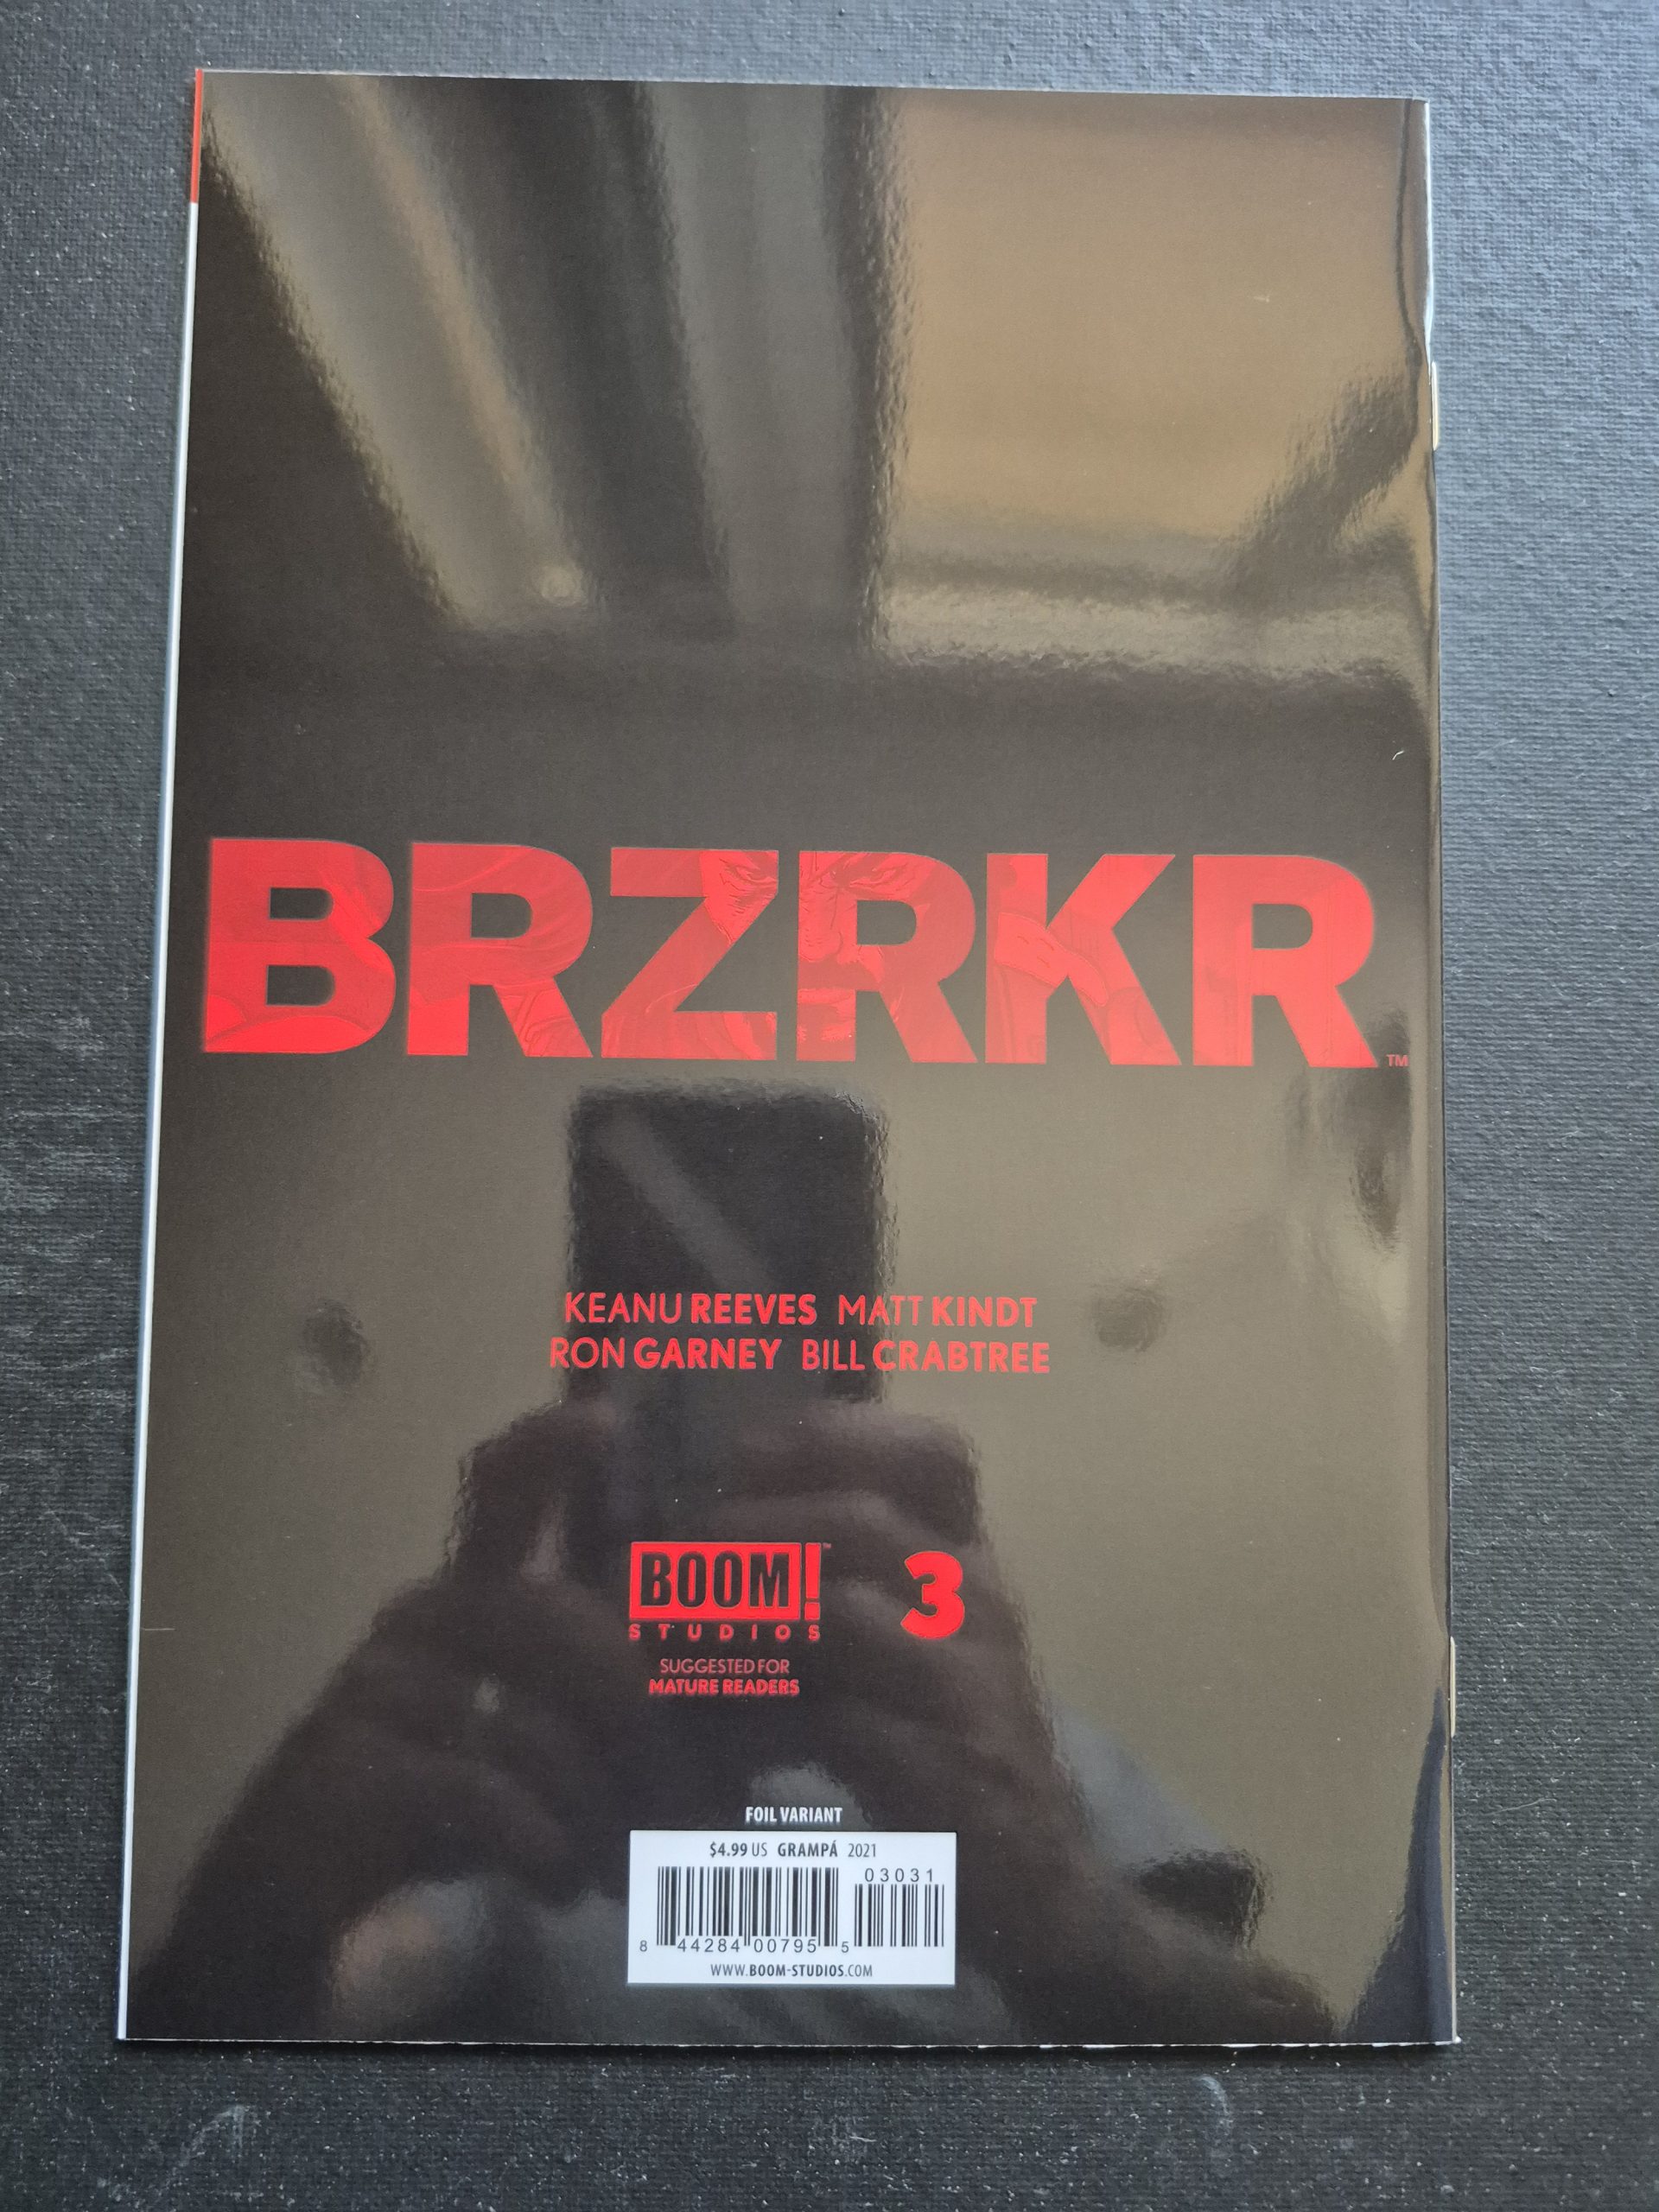 BRZRKR™
KEANU REEVES MATT KINDT
RON GARNEY BILL CRABTREE
BOOM!™ 3
STUDIOS
SUGGESTED FOR
MATURE READERS
FOIL VARIANT
$4.99 US GRAMPÁ 2021
03031
8 44284 00795 5
WWW.BOOM-STUDIOS.COM